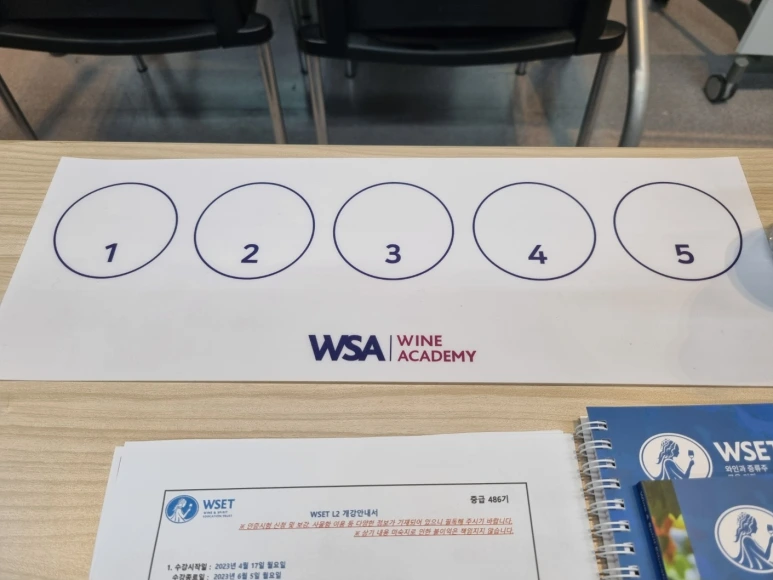 1 2 3 4 5
WSA WINE
ACADEMY
WSET
중급 486기
WSET L2 개강안내서
※ 인증시험 신청 및 보강, 시음잔 이용 등 다양한 정보가 기재되어 있으니 필독해 주시기 바랍니다.
※ 상기 내용 미숙지로 인한 불이익은 책임지지 않습니다.
1. 수강시작일 : 2023년 4월 17일 월요일
수강종료일 : 2023년 6월 5일 월요일
WSET
와인과 증류주
WSE